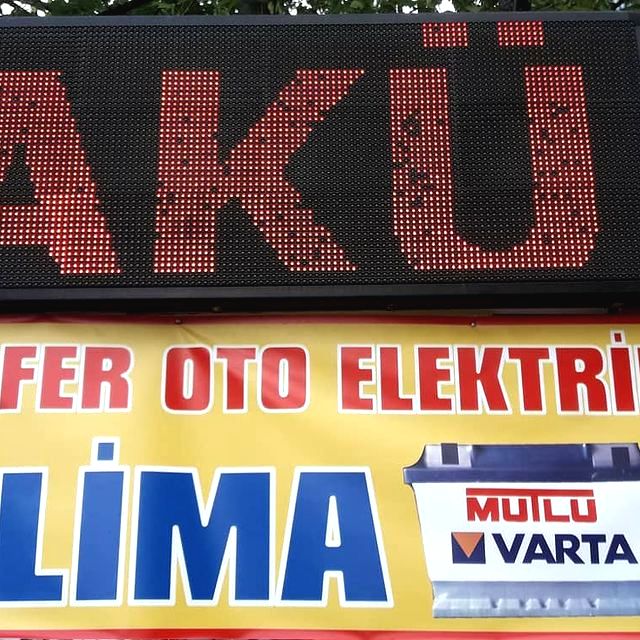 AKÜ
FER OTO ELEKTRİ
LİMA
MUTLU
VARTA